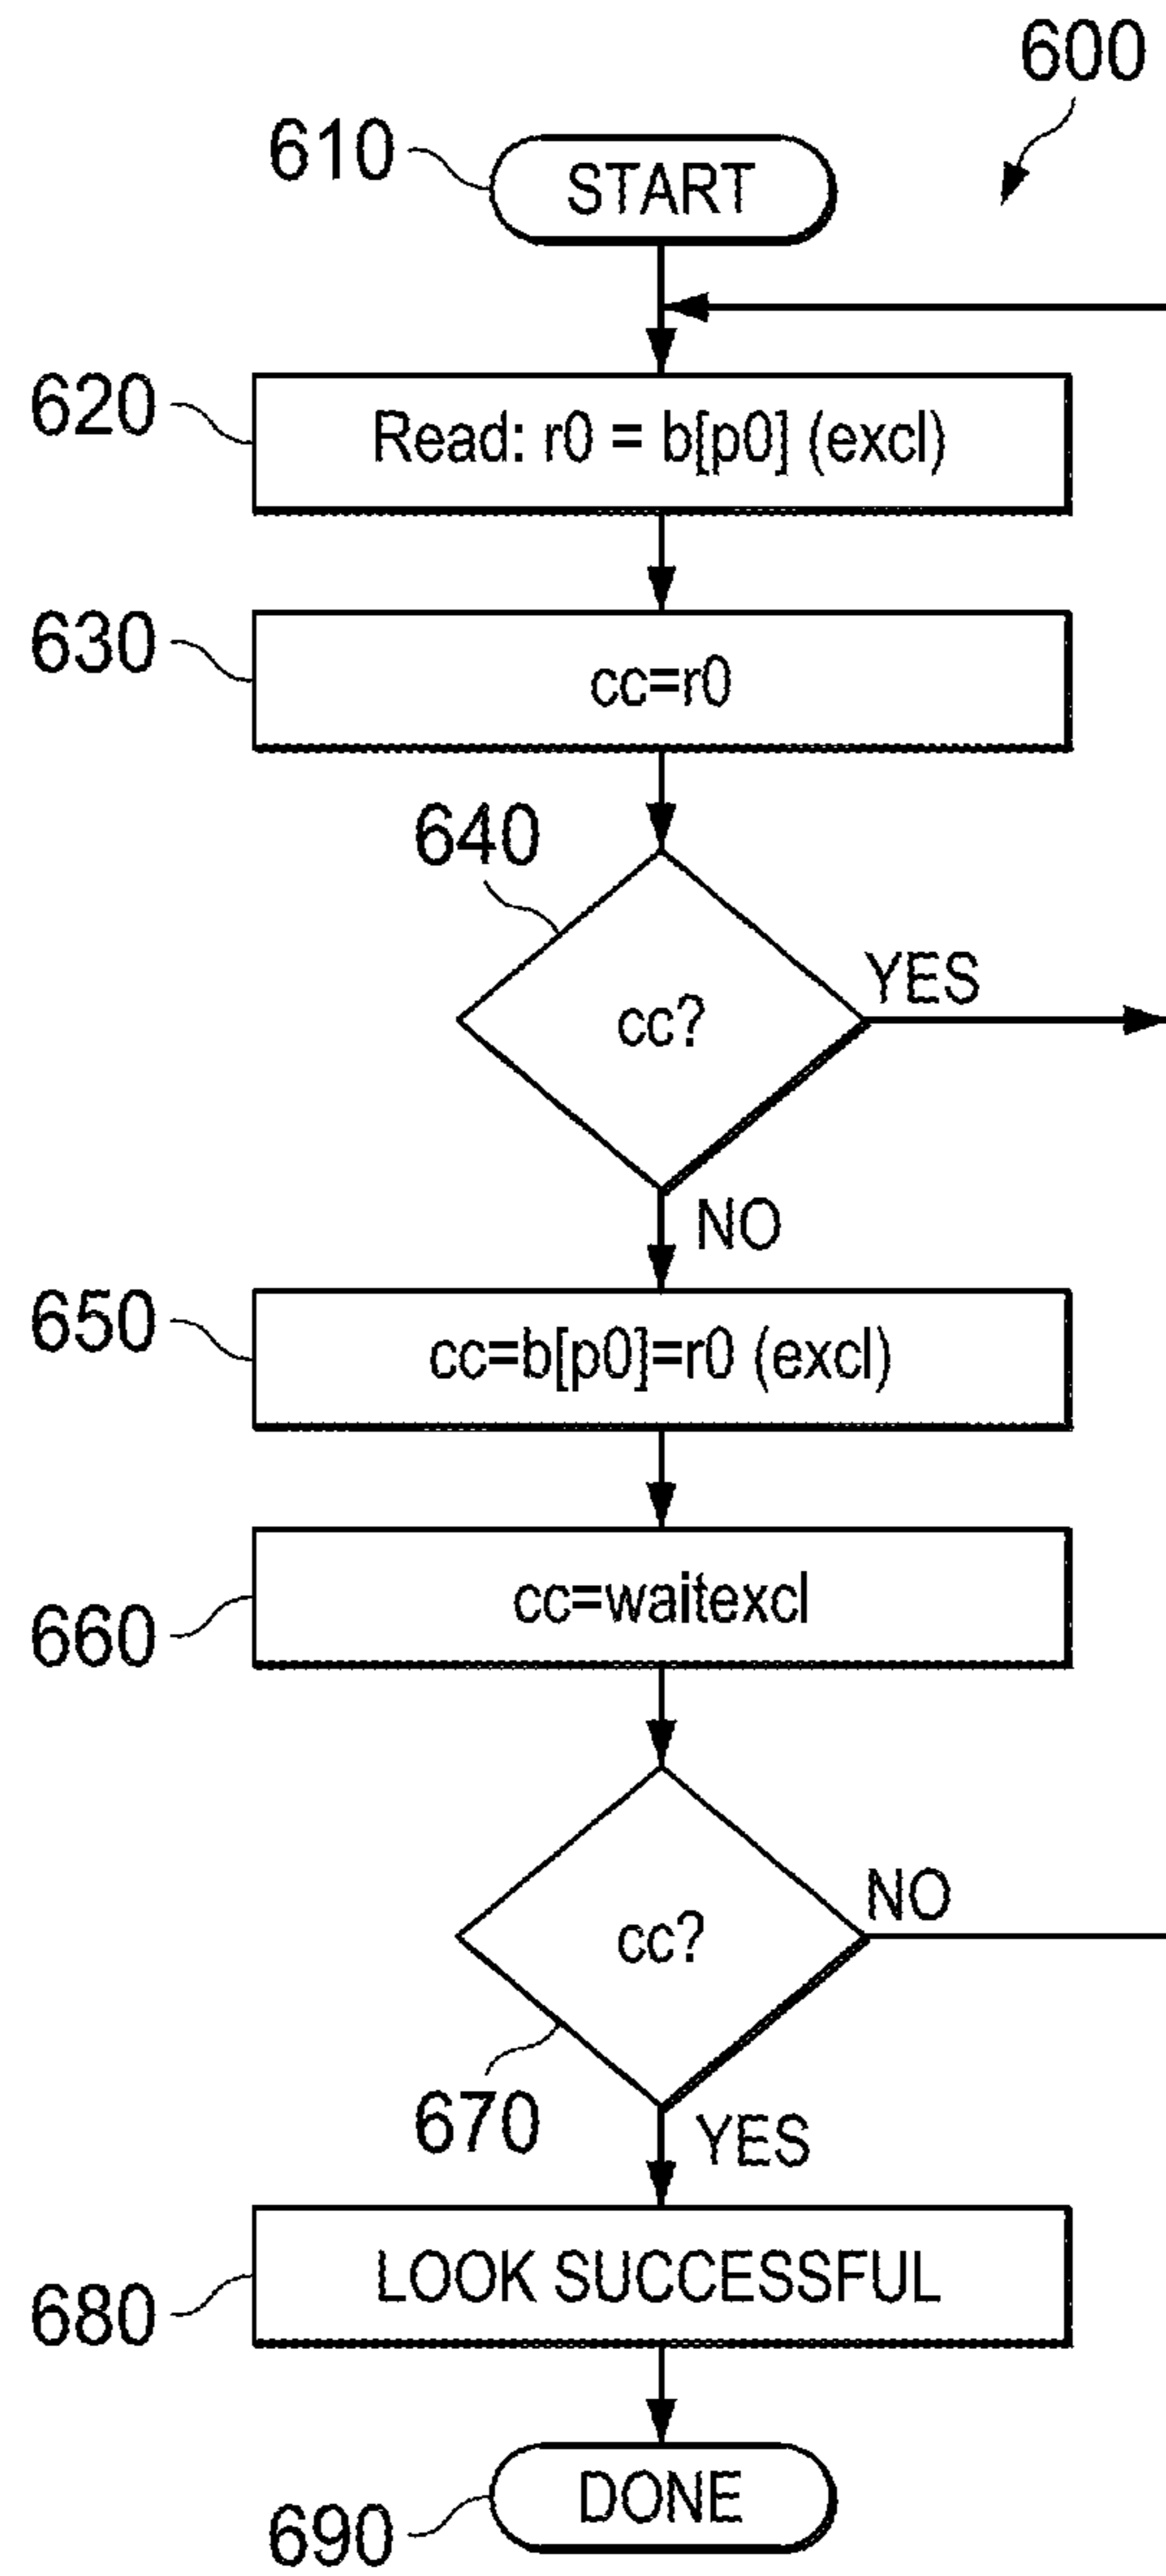 600
610
START
620
Read: r0 = b[p0] (excl)
630
cc=r0
640
cc?
YES
NO
650
cc=b[p0]=r0 (excl)
660
cc=waitexcl
cc?
NO
670
YES
LOOK SUCCESSFUL
680
DONE
690